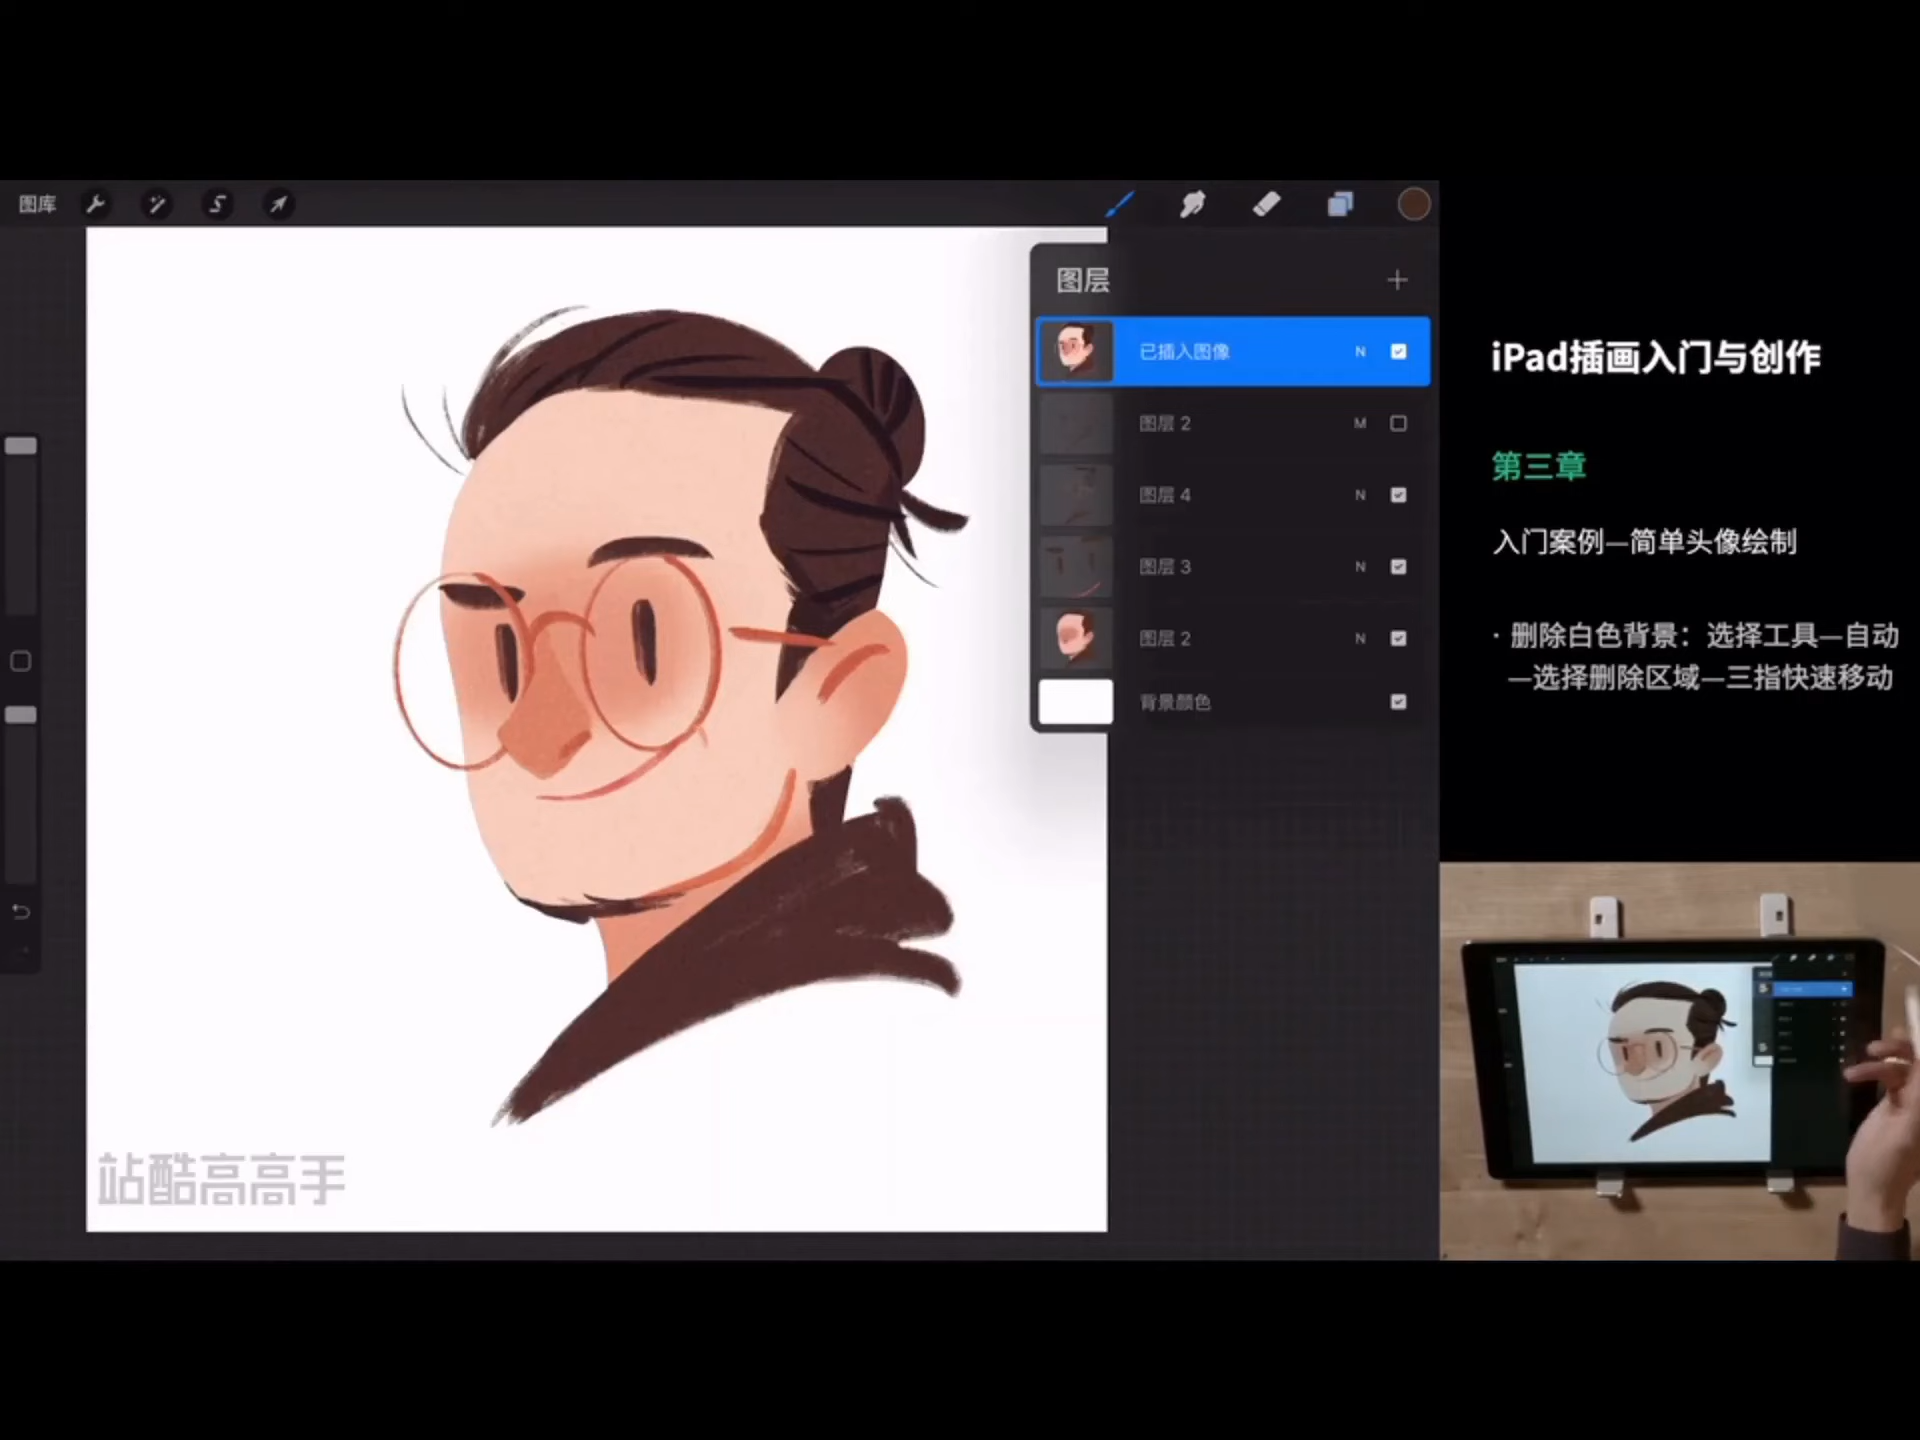 图库
图层
已插入图像 N
图层 2 M
图层 4 N
图层 3 N
图层 2 N
背景颜色
站酷高高手
iPad插画入门与创作
第三章
入门案例—简单头像绘制
· 删除白色背景：选择工具—自动
—选择删除区域—三指快速移动